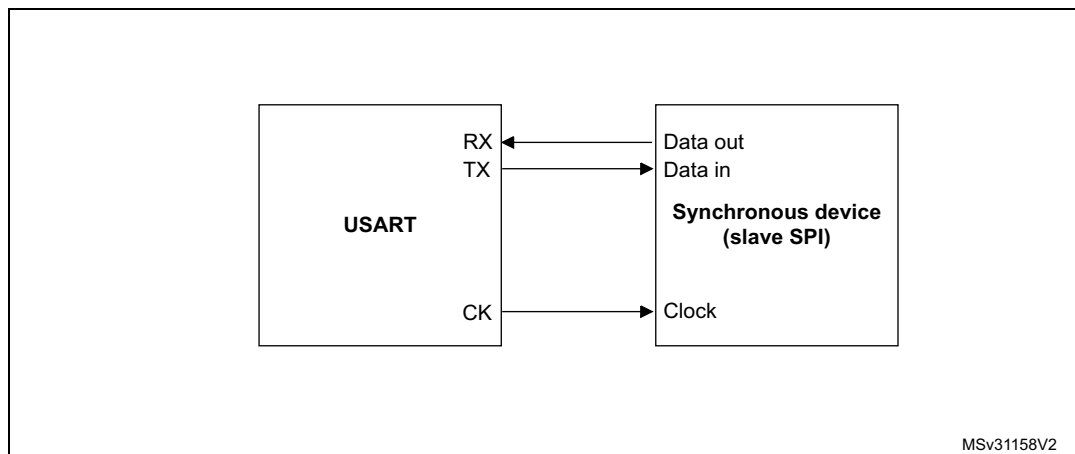 RX
TX
USART
CK
Data out
Data in
Synchronous device
(slave SPI)
Clock
MSv31158V2